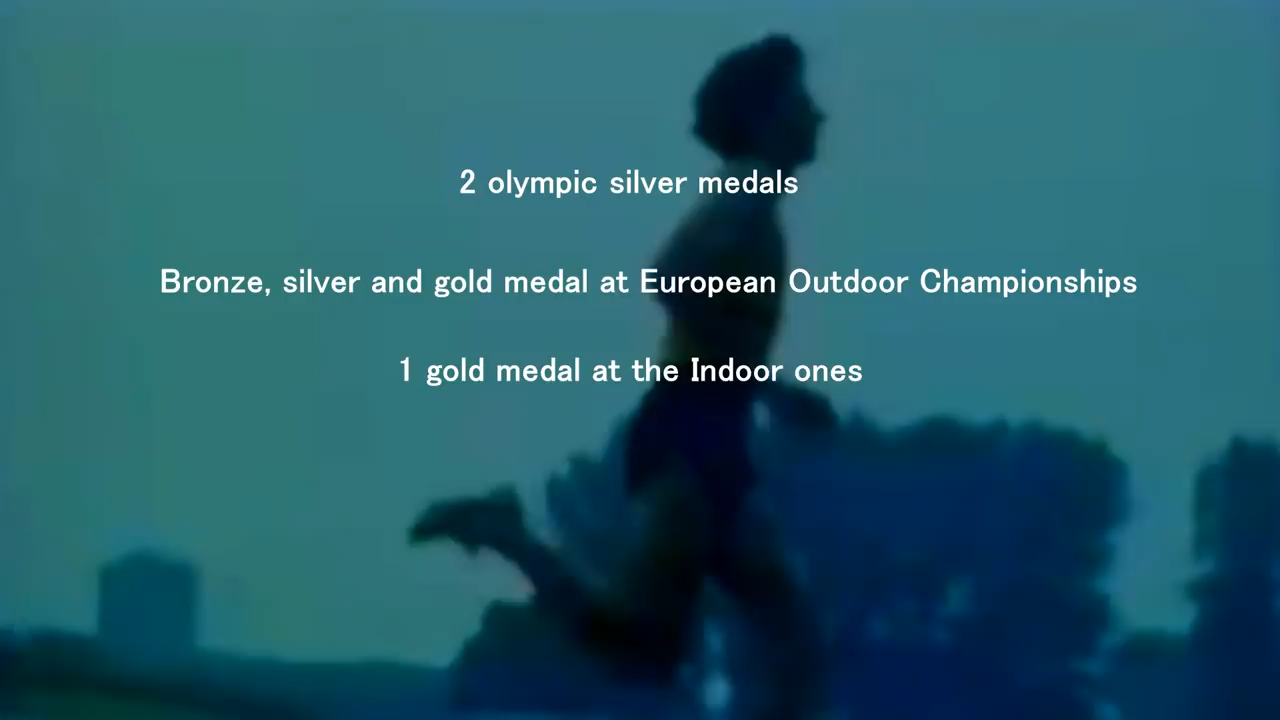 2 olympic silver medals
Bronze, silver and gold medal at European Outdoor Championships
1 gold medal at the Indoor ones